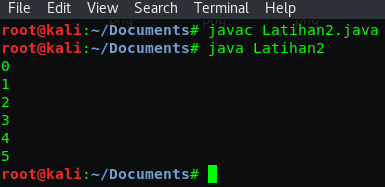 File Edit View Search Terminal Help
root@kali:~/Documents# javac Latihan2.java
root@kali:~/Documents# java Latihan2
0
1
2
3
4
5
root@kali:~/Documents#